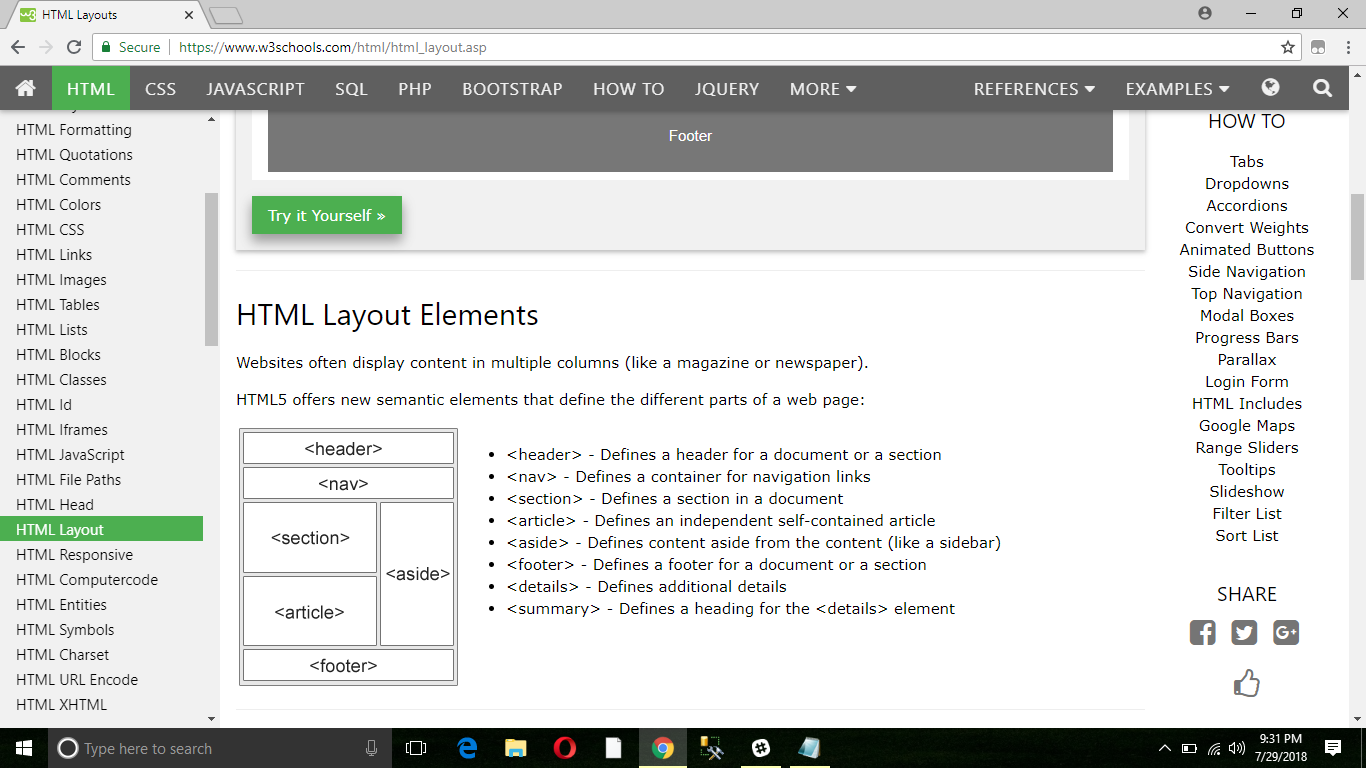 HTML Layouts
Secure
https://www.w3schools.com/html/html_layout.asp
HTML CSS JAVASCRIPT SQL PHP BOOTSTRAP HOW TO JQUERY MORE REFERENCES EXAMPLES
HTML Formatting
HTML Quotations
HTML Comments
HTML Colors
HTML CSS
HTML Links
HTML Images
HTML Tables
HTML Lists
HTML Blocks
HTML Classes
HTML Id
HTML Iframes
HTML JavaScript
HTML File Paths
HTML Head
HTML Layout
HTML Responsive
HTML Computercode
HTML Entities
HTML Symbols
HTML Charset
HTML URL Encode
HTML XHTML
Footer
Try it Yourself »
HTML Layout Elements
Websites often display content in multiple columns (like a magazine or newspaper).
HTML5 offers new semantic elements that define the different parts of a web page:
<header>
<nav>
<section>
<article>
<aside>
<footer>
• <header> - Defines a header for a document or a section
• <nav> - Defines a container for navigation links
• <section> - Defines a section in a document
• <article> - Defines an independent self-contained article
• <aside> - Defines content aside from the content (like a sidebar)
• <footer> - Defines a footer for a document or a section
• <details> - Defines additional details
• <summary> - Defines a heading for the <details> element
HOW TO
Tabs
Dropdowns
Accordions
Convert Weights
Animated Buttons
Side Navigation
Top Navigation
Modal Boxes
Progress Bars
Parallax
Login Form
HTML Includes
Google Maps
Range Sliders
Tooltips
Slideshow
Filter List
Sort List
SHARE
Type here to search
9:31 PM
7/29/2018